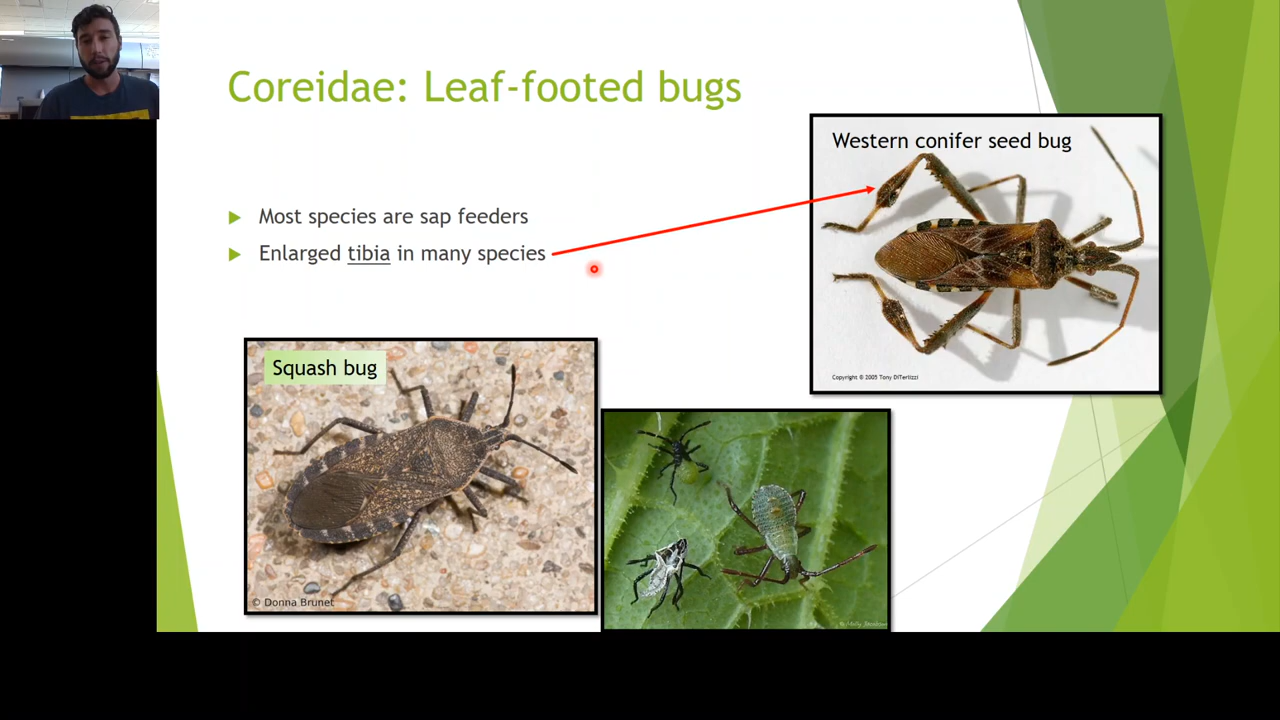 Coreidae: Leaf-footed bugs
Western conifer seed bug
Most species are sap feeders
Enlarged tibia in many species
Squash bug
Copyright © 2005 Tony DiTerlizzi
© Donna Brunet